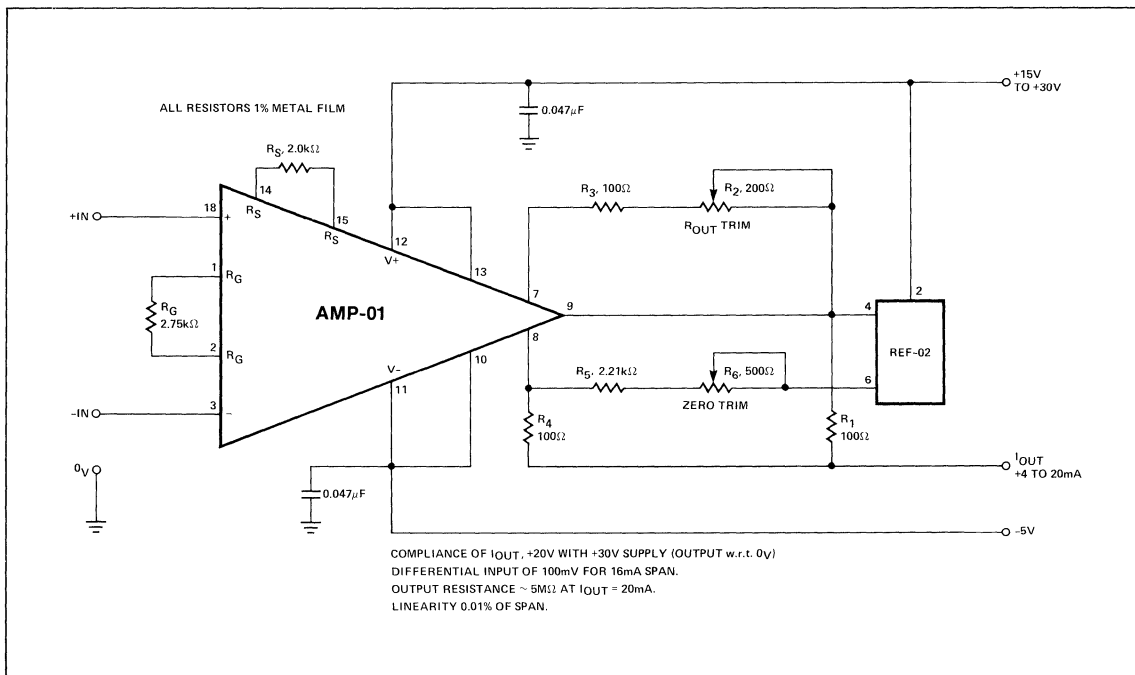 +15V
TO +30V
ALL RESISTORS 1% METAL FILM
0.047μF
RS, 2.0kΩ
14
RS
15
RS
R3, 100Ω
R2, 200Ω
ROUT TRIM
+IN
18
+
12
V+
13
1
RG
RG
2.75kΩ
AMP-01
7
9
4
2
REF-02
2
RG
8
10
V-
11
R5, 2.21kΩ
R6, 500Ω
6
ZERO TRIM
-IN
3
-
R4
100Ω
R1
100Ω
0V
0.047μF
IOUT
+4 TO 20mA
-5V
COMPLIANCE OF IOUT, +20V WITH +30V SUPPLY (OUTPUT w.r.t. 0V)
DIFFERENTIAL INPUT OF 100mV FOR 16mA SPAN.
OUTPUT RESISTANCE ~ 5MΩ AT IOUT = 20mA.
LINEARITY 0.01% OF SPAN.